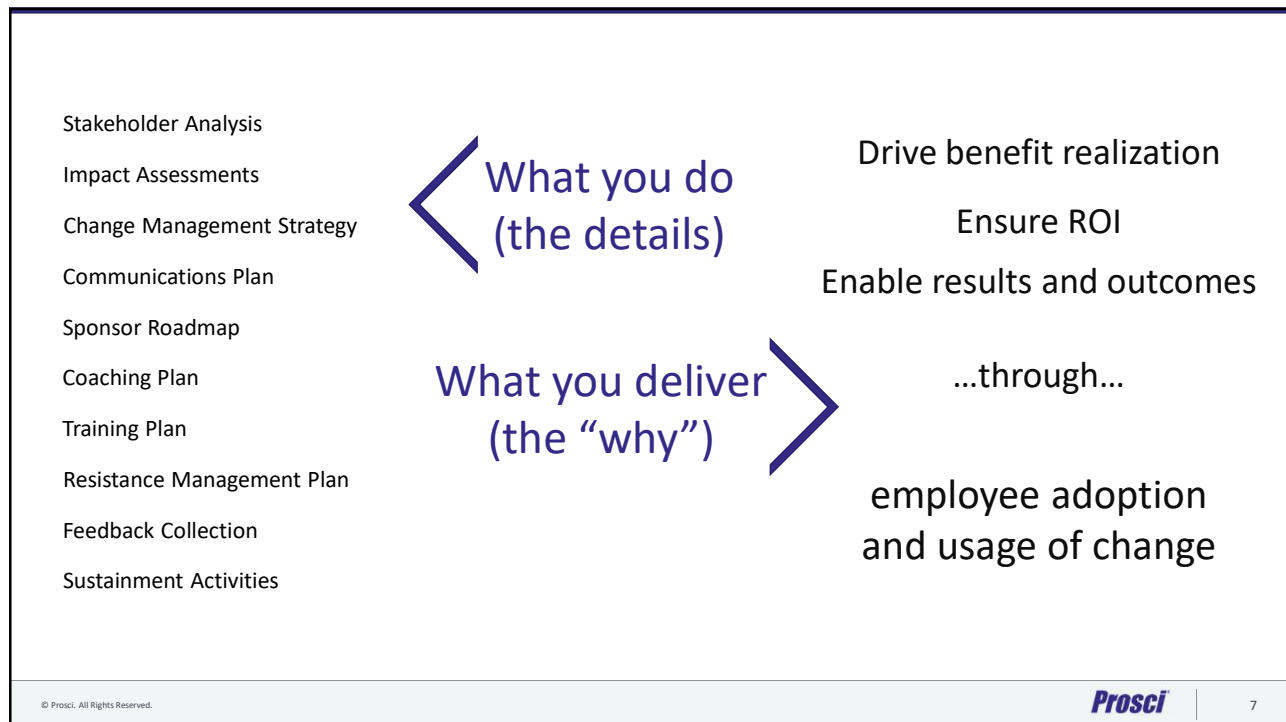 Stakeholder Analysis
Impact Assessments
Change Management Strategy
Communications Plan
Sponsor Roadmap
Coaching Plan
Training Plan
Resistance Management Plan
Feedback Collection
Sustainment Activities
What you do
(the details)
What you deliver
(the “why”)
Drive benefit realization
Ensure ROI
Enable results and outcomes
…through…
employee adoption
and usage of change
© Prosci. All Rights Reserved.
Prosci
7